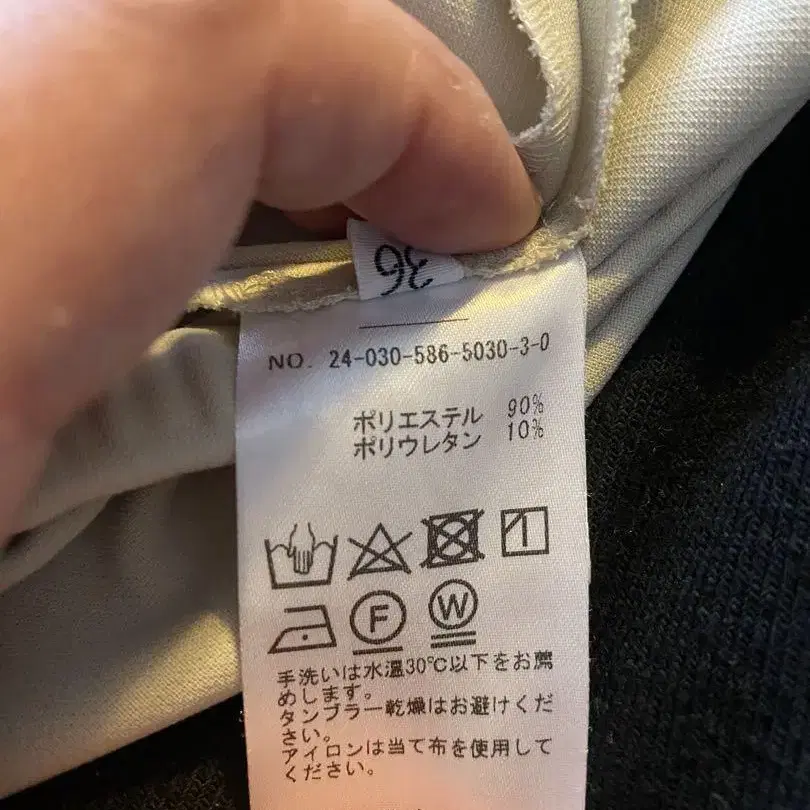 36
NO. 24-030-586-5030-3-0
ポリエステル 90%
ポリウレタン 10%
F
W
手洗いは水温30℃以下をお薦
めします。
タンブラー乾燥はお避けくだ
さい。
アイロンは当て布を使用して
ください。